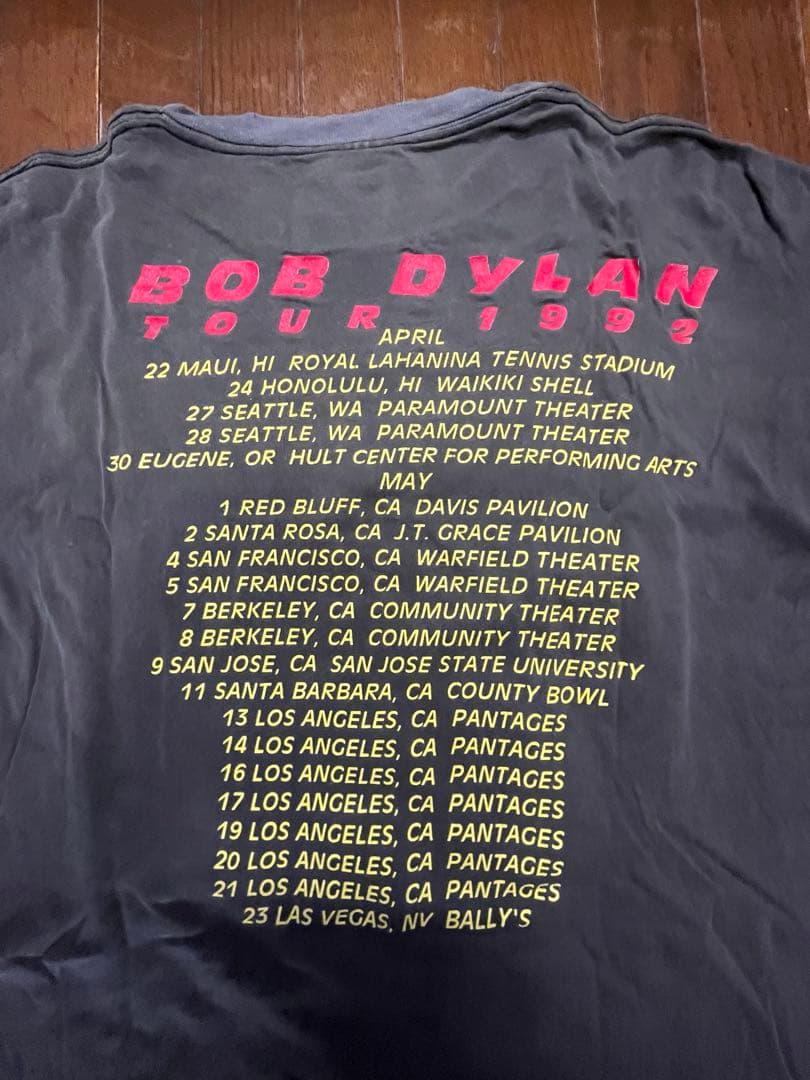 BOB DYLAN
TOUR 1992
APRIL
22 MAUI, HI ROYAL LAHANINA TENNIS STADIUM
24 HONOLULU, HI WAIKIKI SHELL
27 SEATTLE, WA PARAMOUNT THEATER
28 SEATTLE, WA PARAMOUNT THEATER
30 EUGENE, OR HULT CENTER FOR PERFORMING ARTS
MAY
1 RED BLUFF, CA DAVIS PAVILION
2 SANTA ROSA, CA J.T. GRACE PAVILION
4 SAN FRANCISCO, CA WARFIELD THEATER
5 SAN FRANCISCO, CA WARFIELD THEATER
7 BERKELEY, CA COMMUNITY THEATER
8 BERKELEY, CA COMMUNITY THEATER
9 SAN JOSE, CA SAN JOSE STATE UNIVERSITY
11 SANTA BARBARA, CA COUNTY BOWL
13 LOS ANGELES, CA PANTAGES
14 LOS ANGELES, CA PANTAGES
16 LOS ANGELES, CA PANTAGES
17 LOS ANGELES, CA PANTAGES
19 LOS ANGELES, CA PANTAGES
20 LOS ANGELES, CA PANTAGES
21 LOS ANGELES, CA PANTAGES
23 LAS VEGAS, NV BALLY'S